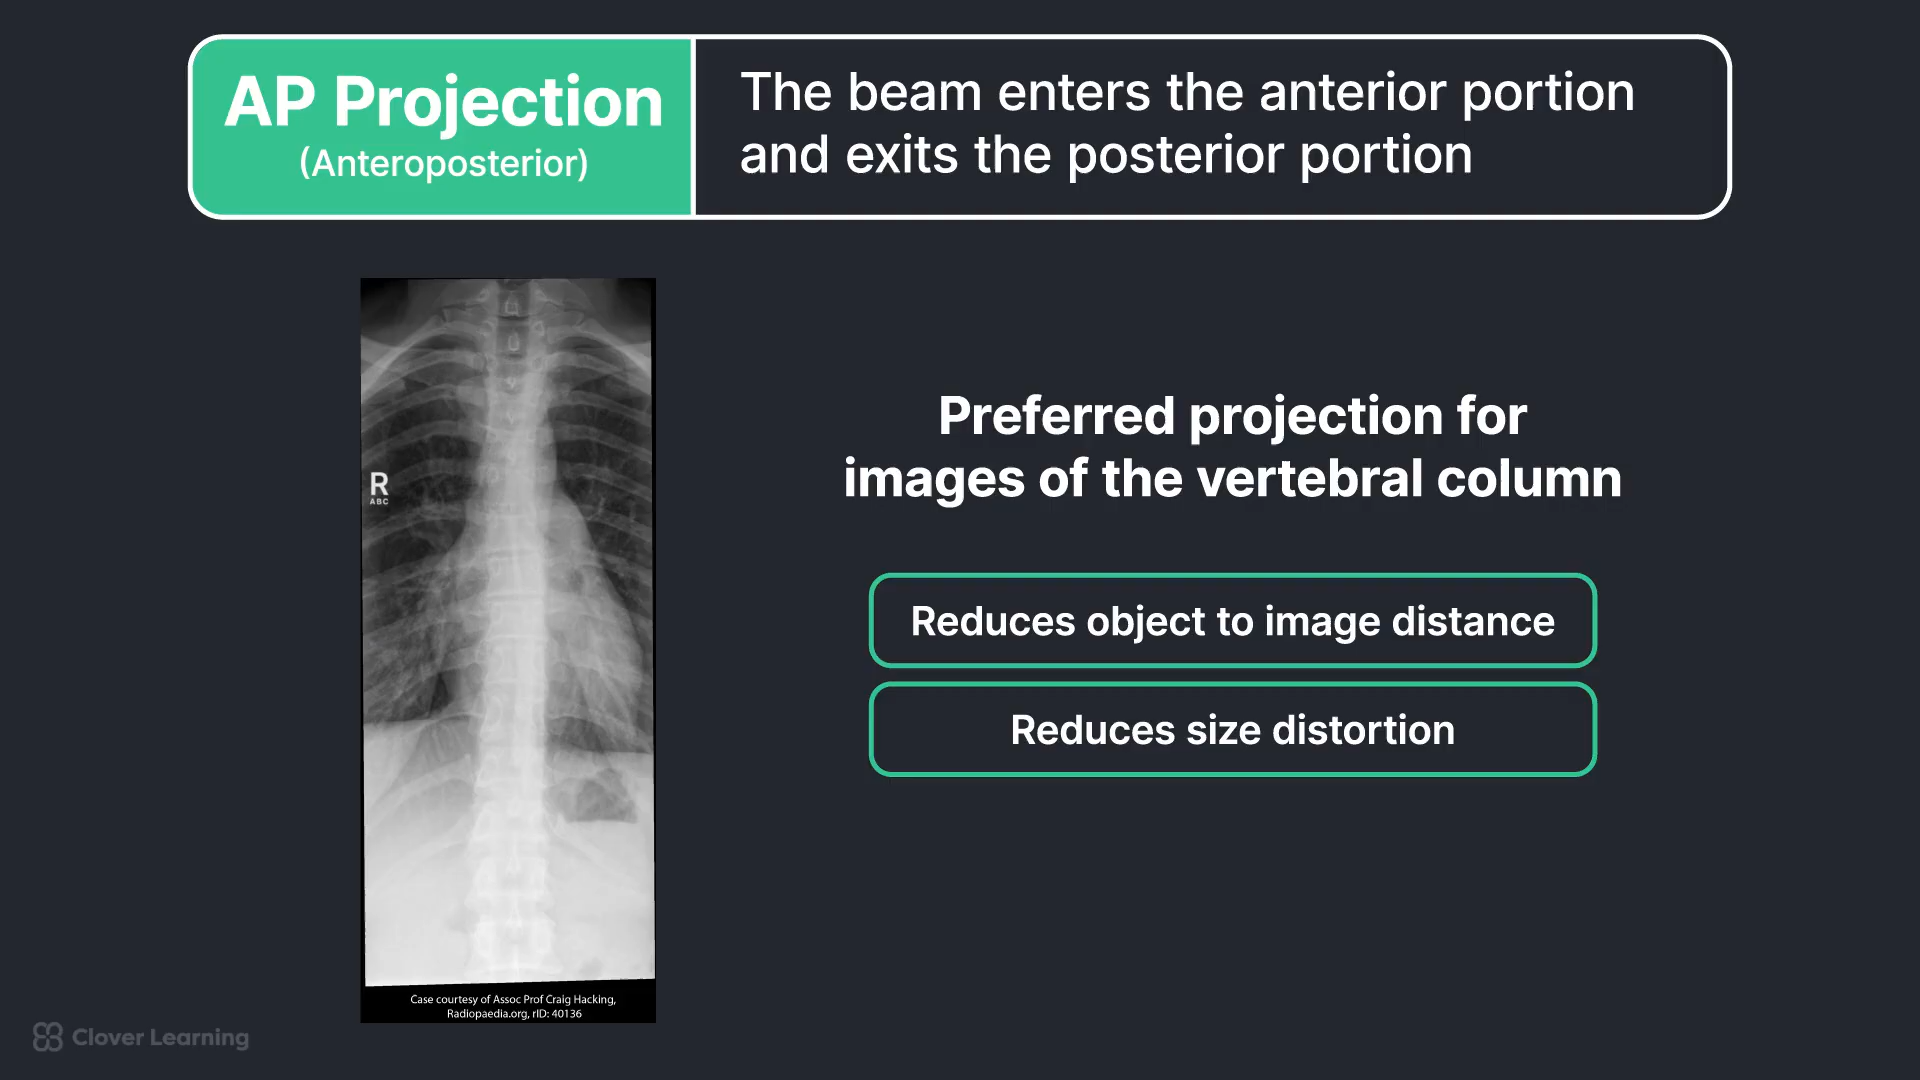 AP Projection
(Anteroposterior)
The beam enters the anterior portion
and exits the posterior portion
R
ABC
Preferred projection for
images of the vertebral column
Reduces object to image distance
Reduces size distortion
Case courtesy of Assoc Prof Craig Hacking,
Radiopaedia.org, rID: 40136
Clover Learning